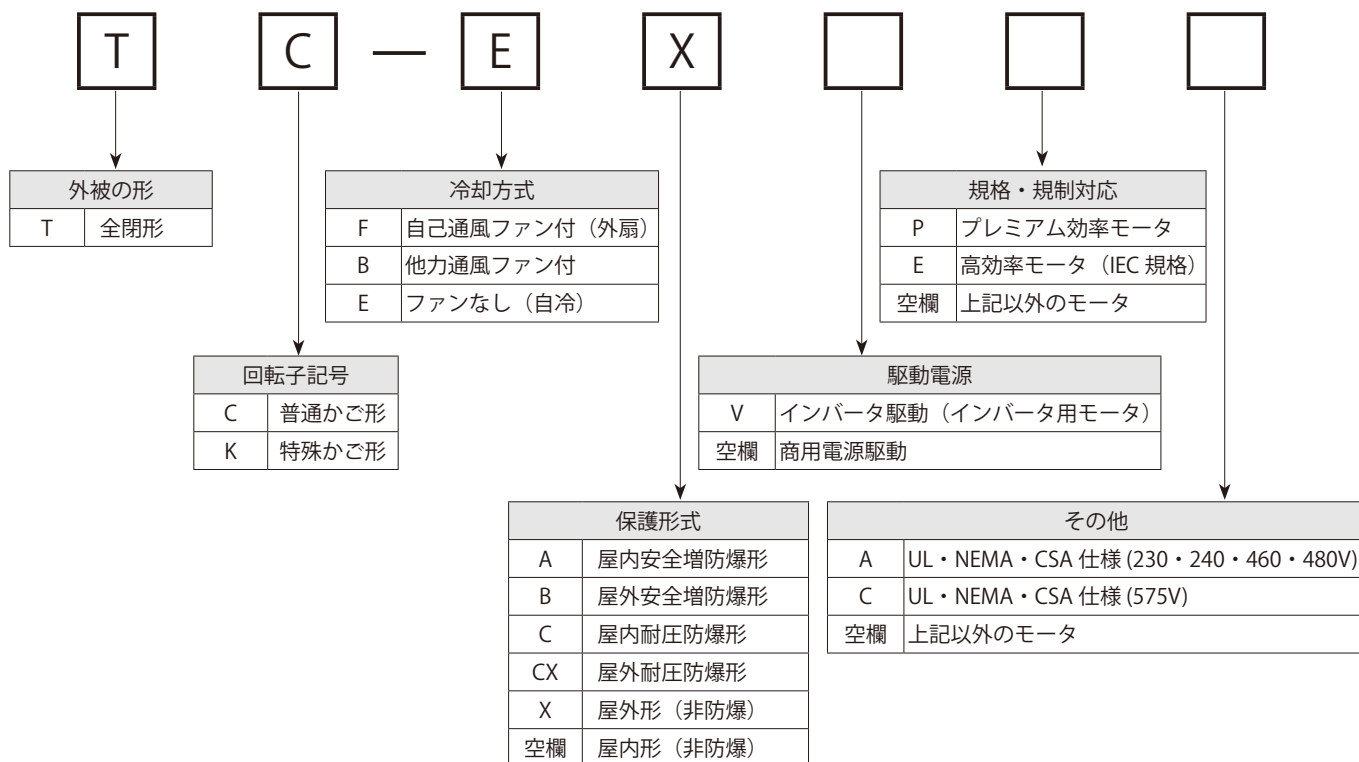 T C — E X
外被の形
T 全閉形
冷却方式
F 自己通風ファン付（外扇）
B 他力通風ファン付
E ファンなし（自冷）
規格・規制対応
P プレミアム効率モータ
E 高効率モータ（IEC 規格）
空欄 上記以外のモータ
回転子記号
C 普通かご形
K 特殊かご形
駆動電源
V インバータ駆動（インバータ用モータ）
空欄 商用電源駆動
保護形式
A 屋内安全増防爆形
B 屋外安全増防爆形
C 屋内耐圧防爆形
CX 屋外耐圧防爆形
X 屋外形（非防爆）
空欄 屋内形（非防爆）
その他
A UL・NEMA・CSA 仕様 (230・240・460・480V)
C UL・NEMA・CSA 仕様 (575V)
空欄 上記以外のモータ